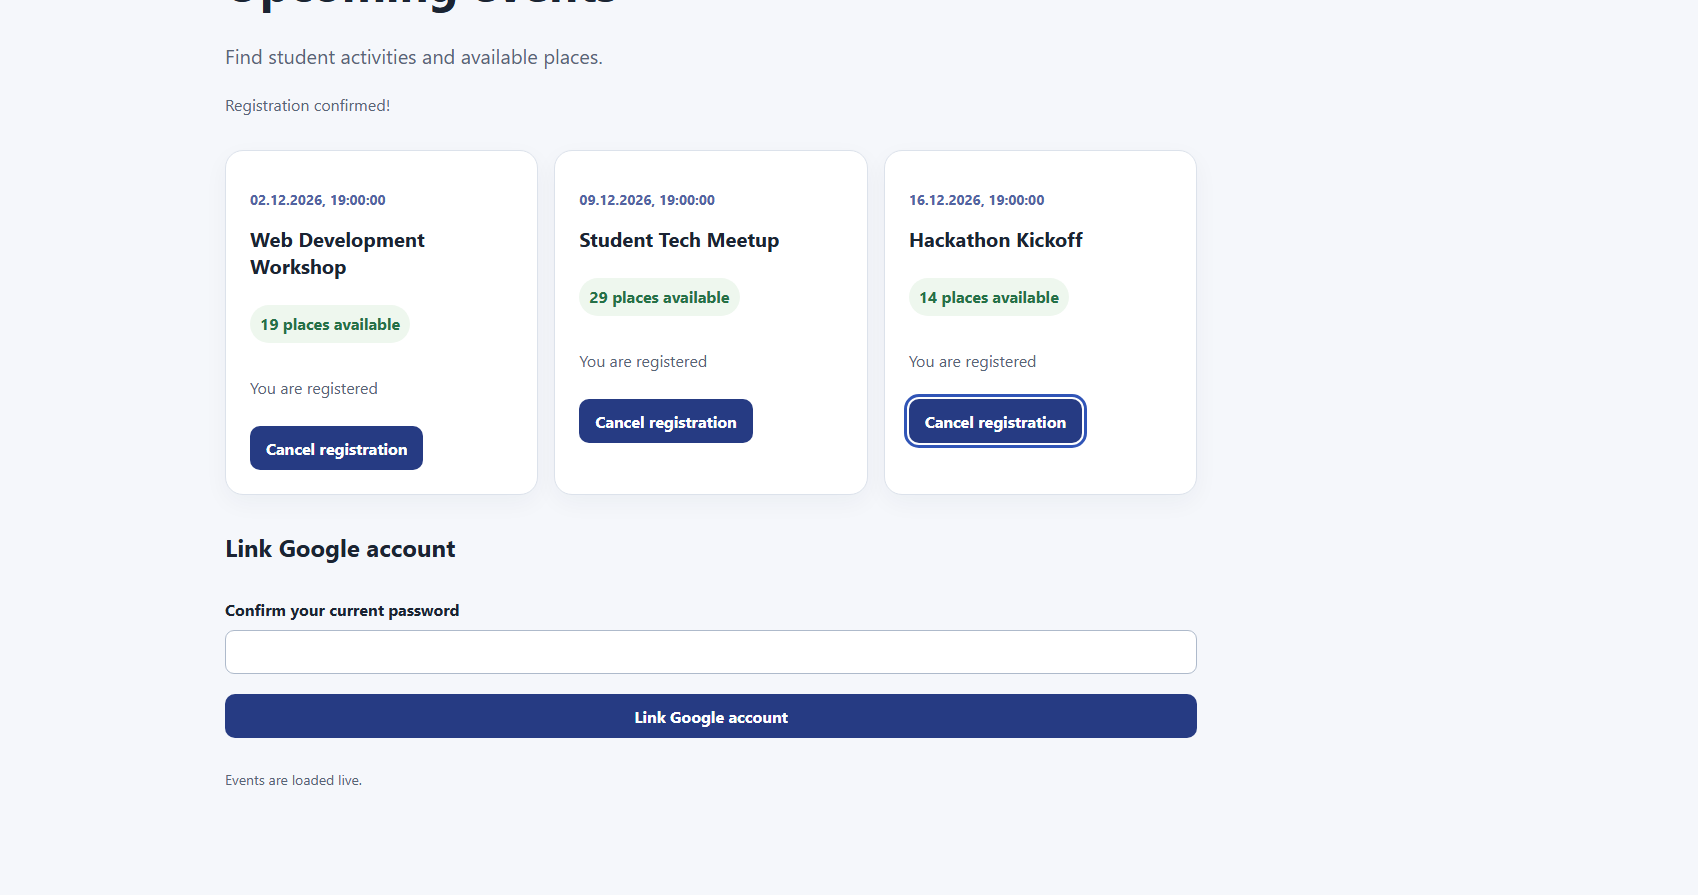 Upcoming events
Find student activities and available places.
Registration confirmed!
02.12.2026, 19:00:00
Web Development
Workshop
19 places available
You are registered
Cancel registration
09.12.2026, 19:00:00
Student Tech Meetup
29 places available
You are registered
Cancel registration
16.12.2026, 19:00:00
Hackathon Kickoff
14 places available
You are registered
Cancel registration
Link Google account
Confirm your current password
Link Google account
Events are loaded live.